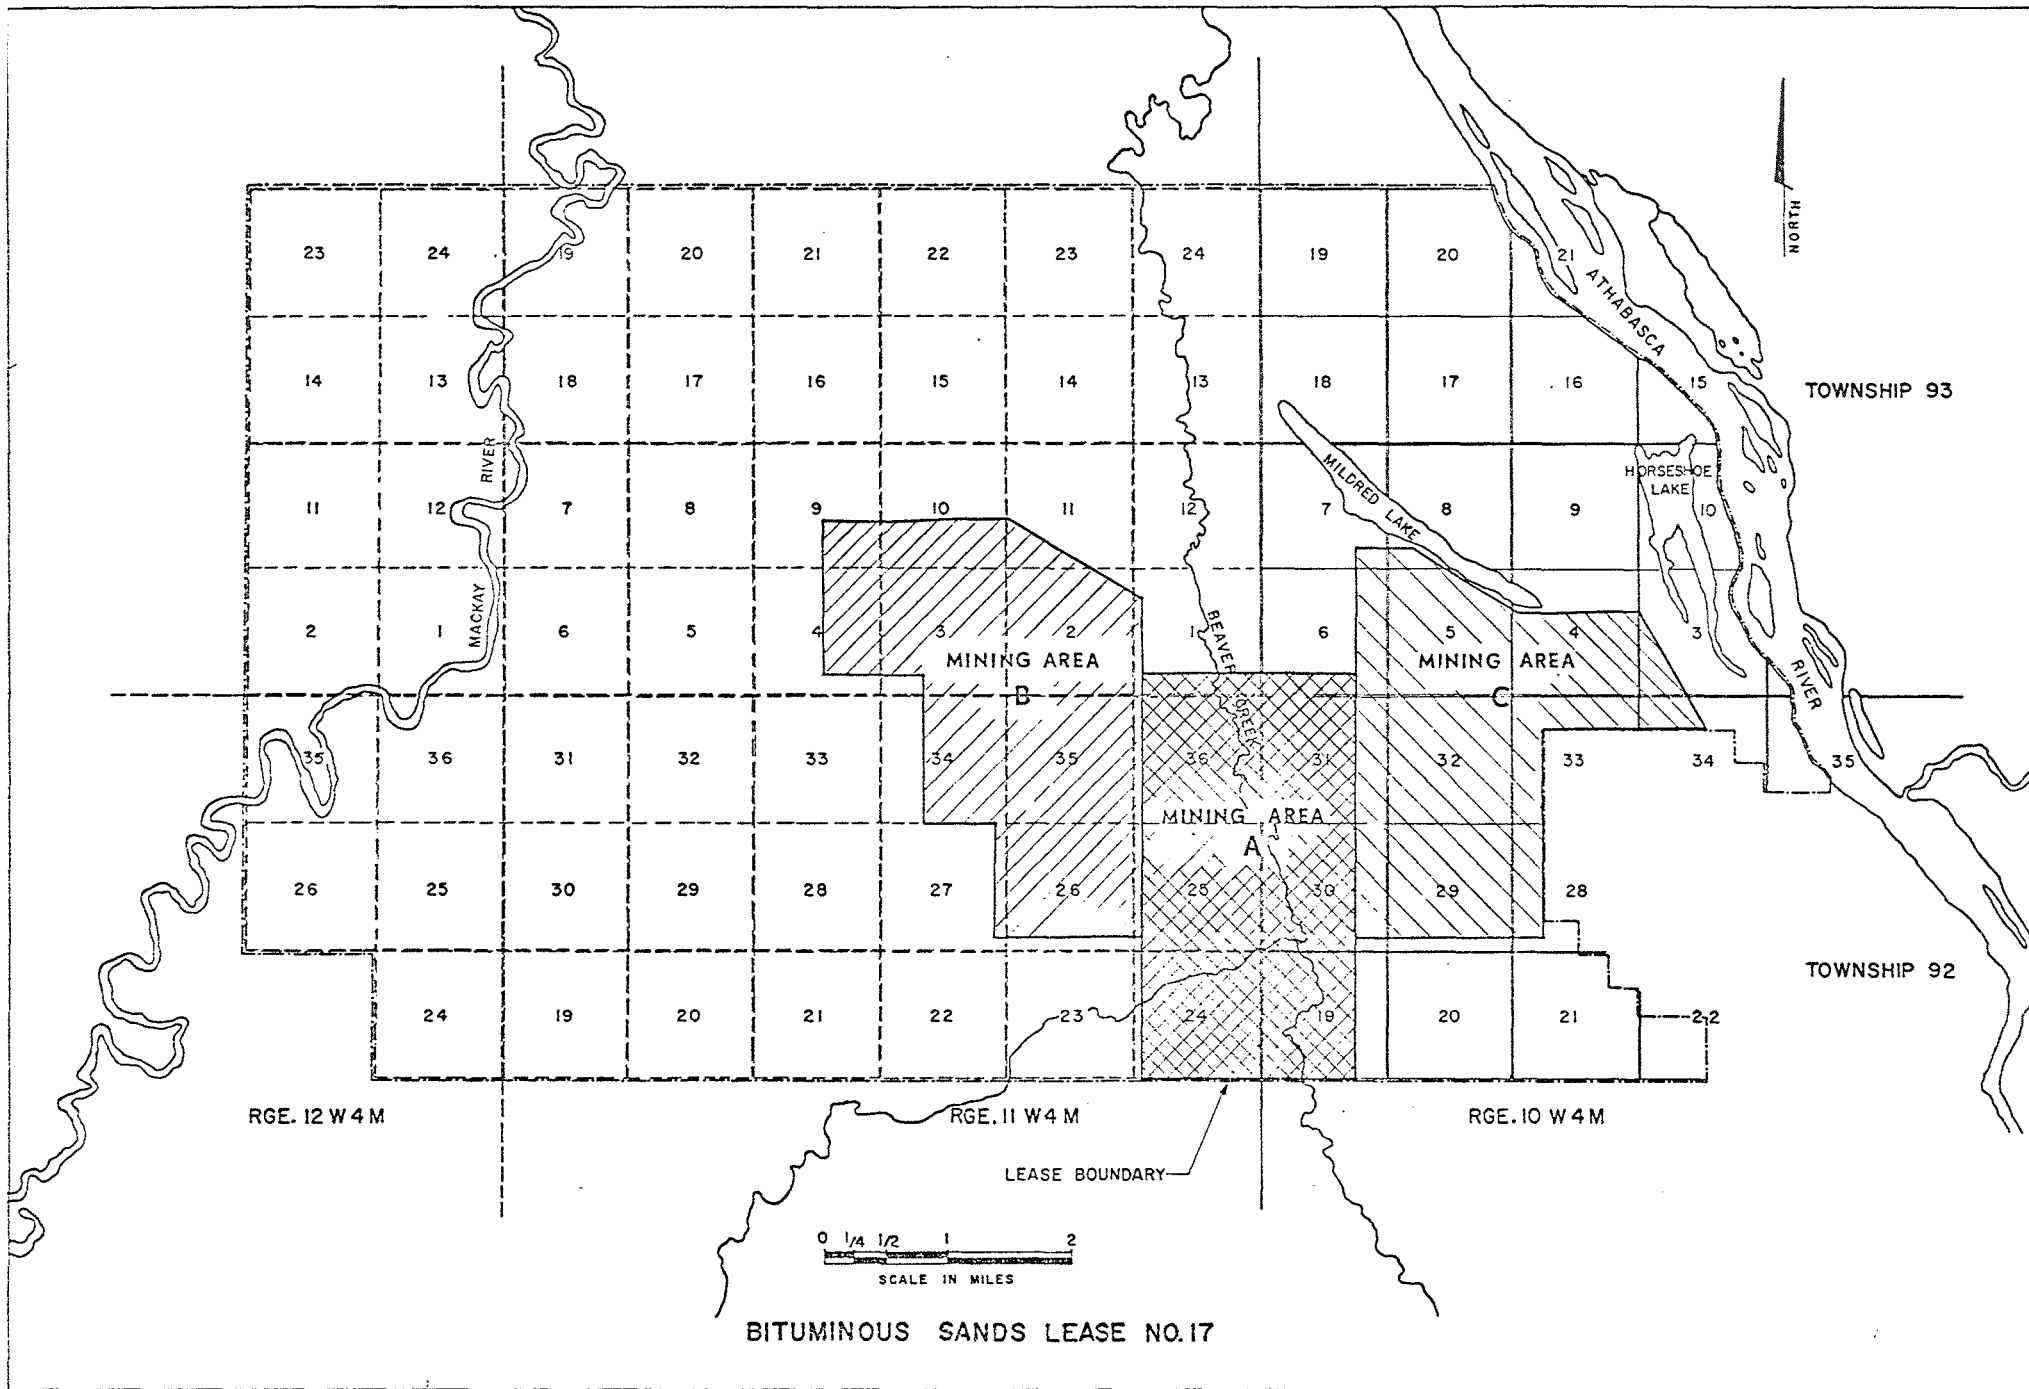 NORTH
23 24 19 20 21 22 23 24 19 20 21
ATHABASCA
14 13 18 17 16 15 14 13 18 17 16 15
TOWNSHIP 93
RIVER
MILDRED LAKE
HORSESHOE
LAKE
11 12 7 8 9 10 11 12 7 8 9 10
MACKAY
BEAVER
2 1 6 5 4 3 2 1 6 5 4 3
MINING AREA
B
MINING AREA
C
RIVER
CREEK
35 36 31 32 33 34 35 36 31 32 33 34 35
MINING AREA
A
26 25 30 29 28 27 26 25 30 29 28
TOWNSHIP 92
24 19 20 21 22 23 24 19 20 21 22
RGE. 12 W 4 M
RGE. 11 W 4 M
RGE. 10 W 4 M
LEASE BOUNDARY
0 1/4 1/2 1 2
SCALE IN MILES
BITUMINOUS SANDS LEASE NO. 17